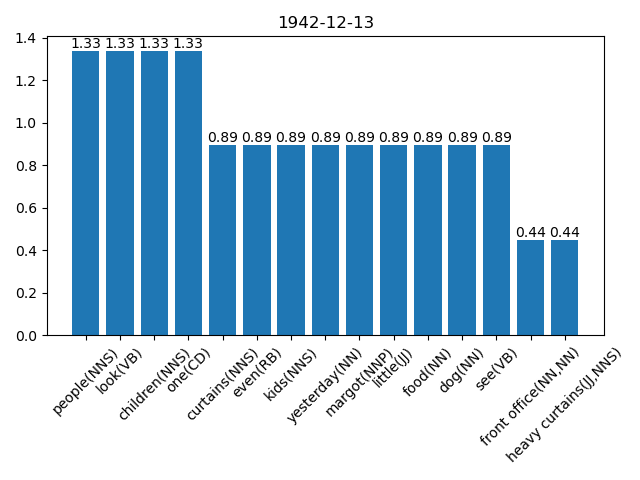 1942-12-13
1.4
1.2
1.0
0.8
0.6
0.4
0.2
0.0
1.33 1.33 1.33 1.33 0.89 0.89 0.89 0.89 0.89 0.89 0.89 0.89 0.89 0.44 0.44
people(NNS)
look(VB)
children(NNS)
one(CD)
curtains(NNS)
even(RB)
kids(NNS)
yesterday(NN)
margot(NNP)
little(JJ)
food(NN)
dog(NN)
see(VB)
front office(NN,NN)
heavy curtains(JJ,NNS)